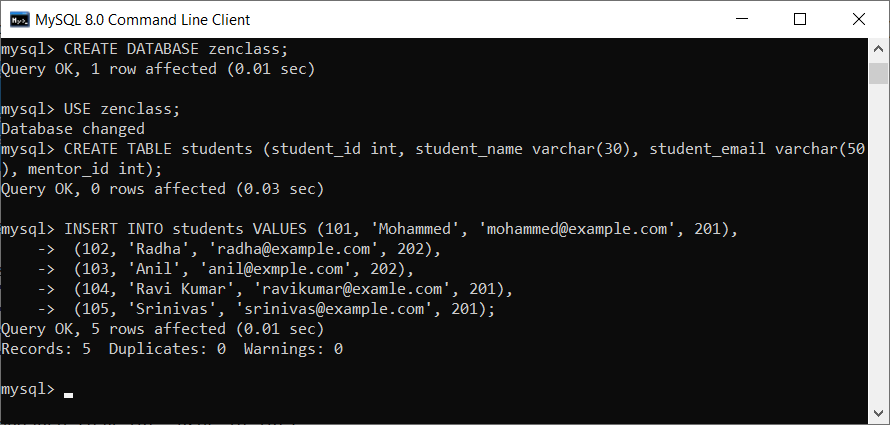 MySQL 8.0 Command Line Client
mysql> CREATE DATABASE zenclass;
Query OK, 1 row affected (0.01 sec)
mysql> USE zenclass;
Database changed
mysql> CREATE TABLE students (student_id int, student_name varchar(30), student_email varchar(50
), mentor_id int);
Query OK, 0 rows affected (0.03 sec)
mysql> INSERT INTO students VALUES (101, 'Mohammed', 'mohammed@example.com', 201),
    ->  (102, 'Radha', 'radha@example.com', 202),
    ->  (103, 'Anil', 'anil@exmple.com', 202),
    ->  (104, 'Ravi Kumar', 'ravikumar@examle.com', 201),
    ->  (105, 'Srinivas', 'srinivas@example.com', 201);
Query OK, 5 rows affected (0.01 sec)
Records: 5  Duplicates: 0  Warnings: 0
mysql>